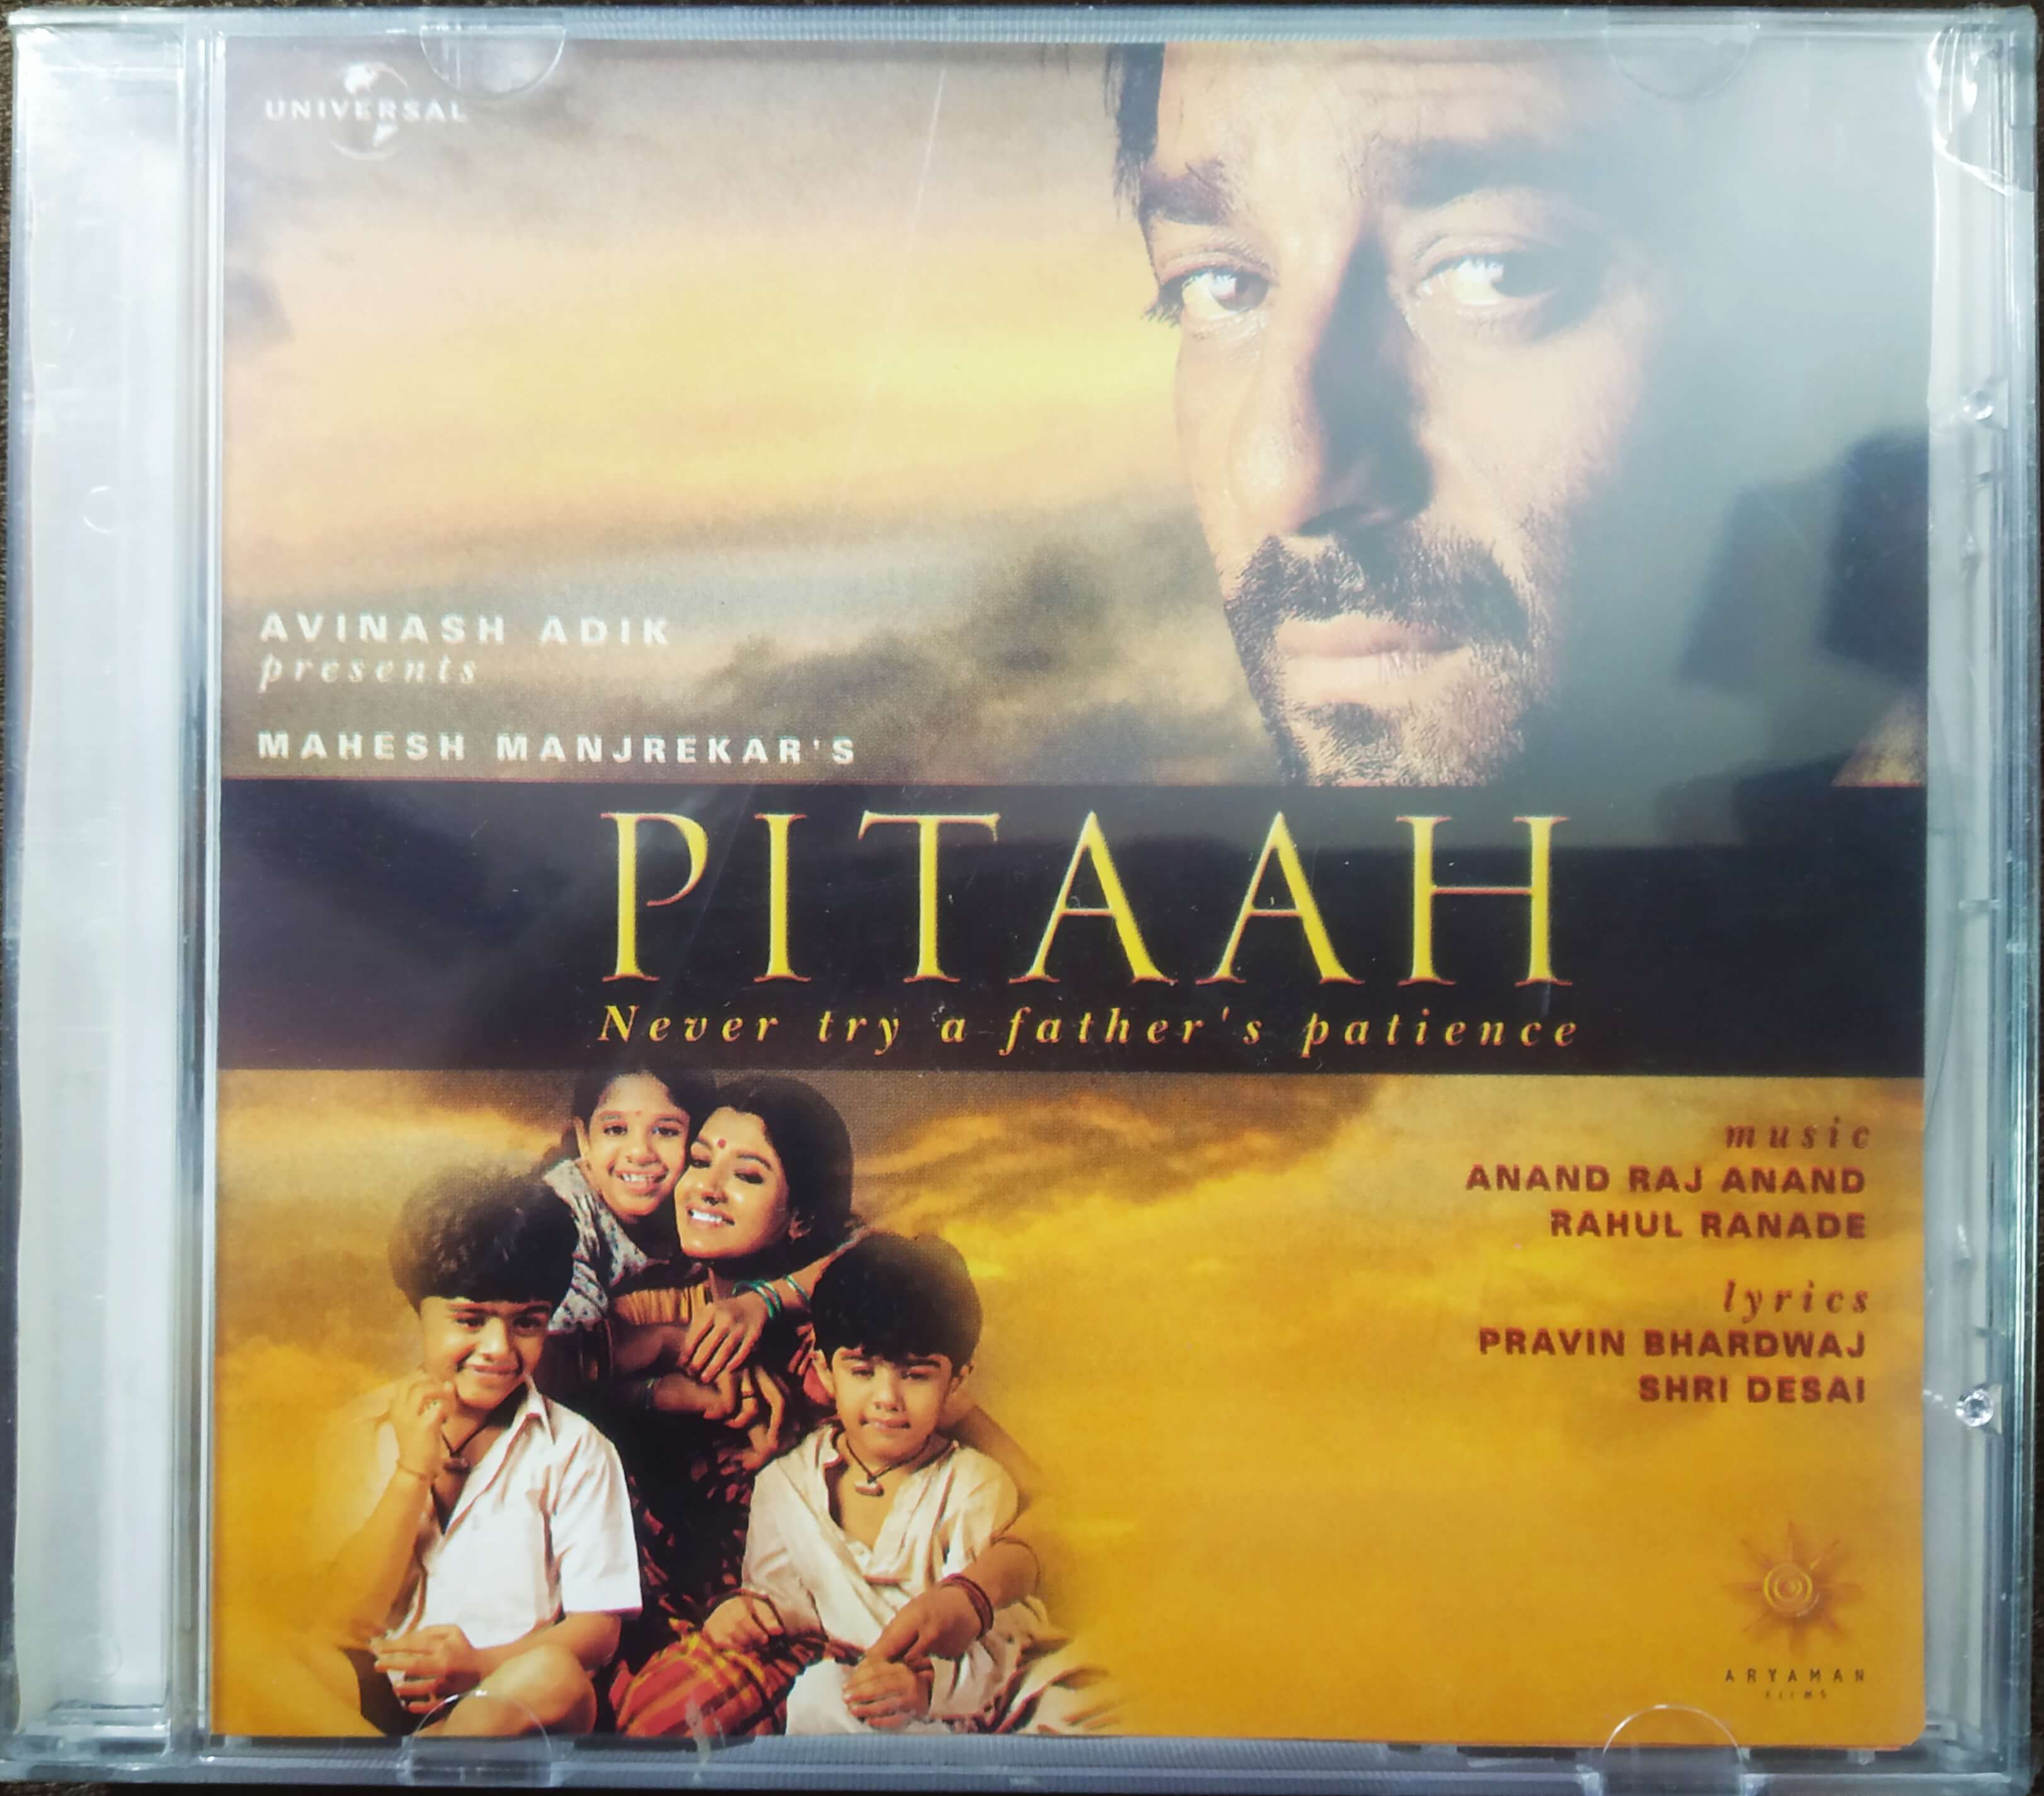 UNIVERSAL
AVINASH ADIK
presents
MAHESH MANJREKAR'S
PITAAH
Never try a father's patience
music
ANAND RAJ ANAND
RAHUL RANADE
lyrics
PRAVIN BHARDWAJ
SHRI DESAI
ARYAMAN
FILMS